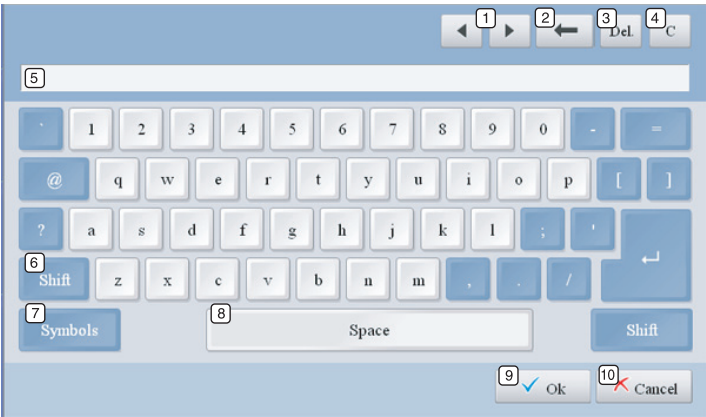 1 2 3 Del. 4 C
5
` 1 2 3 4 5 6 7 8 9 0 - =
@ q w e r t y u i o p [ ]
? a s d f g h j k l ; '
6 Shift z x c v b n m , . /
7 Symbols 8 Space Shift
9 Ok 10 Cancel